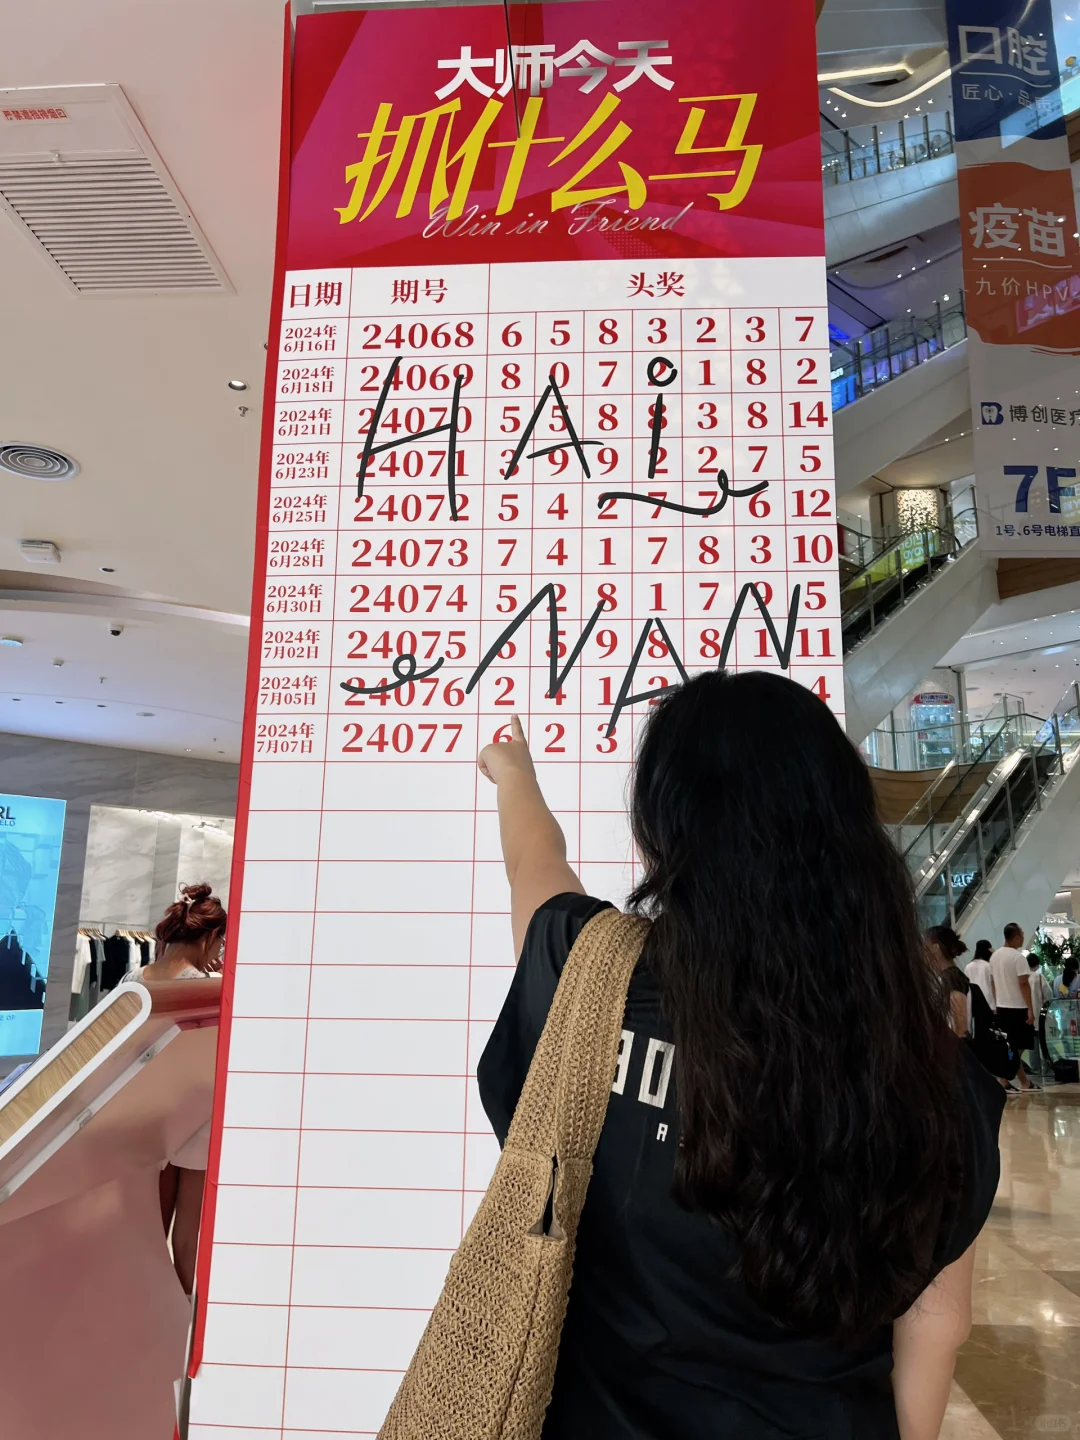 大师今天
抓什么马
Win in Friend
日期 期号 头奖
2024年6月16日 24068 6 5 8 3 2 3 7
2024年6月18日 24069 8 0 7 2 1 8 2
2024年6月21日 24070 5 5 8 8 3 8 14
2024年6月23日 24071 3 9 9 2 2 7 5
2024年6月25日 24072 5 4 2 7 7 6 12
2024年6月28日 24073 7 4 1 7 8 3 10
2024年6月30日 24074 5 2 8 1 7 9 5
2024年7月02日 24075 6 5 9 8 8 1 11
2024年7月05日 24076 2 4 1 2 4
2024年7月07日 24077 6 2 3
HAi
NAN
口腔
匠心·品质
疫苗
九价HPV
博创医疗
7F
1号、6号电梯直